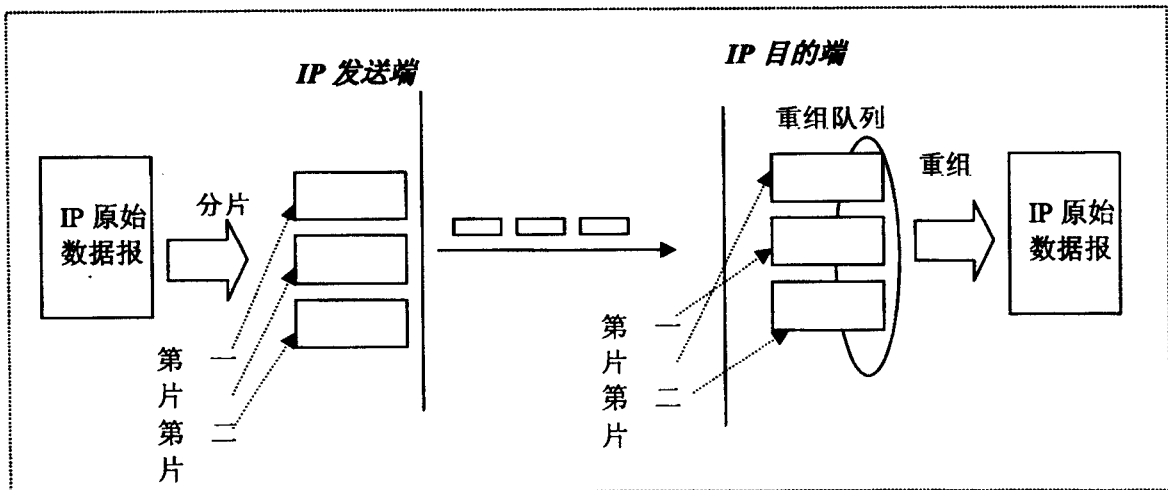 IP 发送端
IP 目的端
重组队列
IP 原始
数据报
分片
重组
IP 原始
数据报
第 一
片
第 二
片
第 一
片
第 二
片